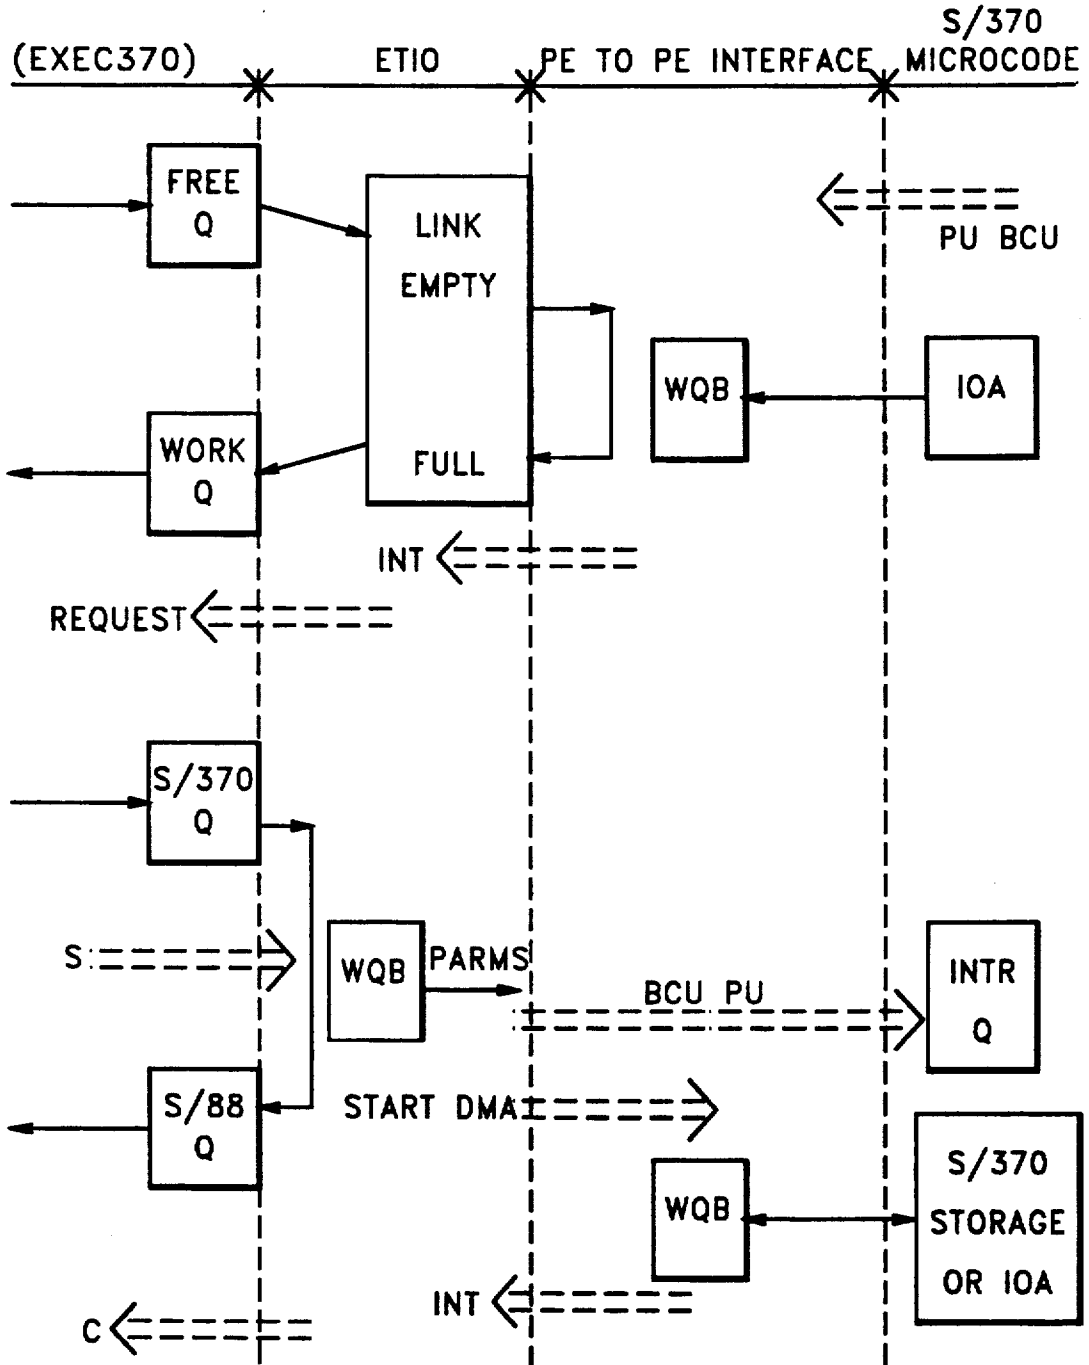 S/370
(EXEC370) ETIO PE TO PE INTERFACE MICROCODE
FREE
Q
LINK
EMPTY
FULL
PU BCU
WQB
IOA
WORK
Q
INT
REQUEST
S/370
Q
S
WQB
PARMS
BCU PU
INTR
Q
S/88
Q
START DMA
WQB
S/370
STORAGE
OR IOA
INT
C